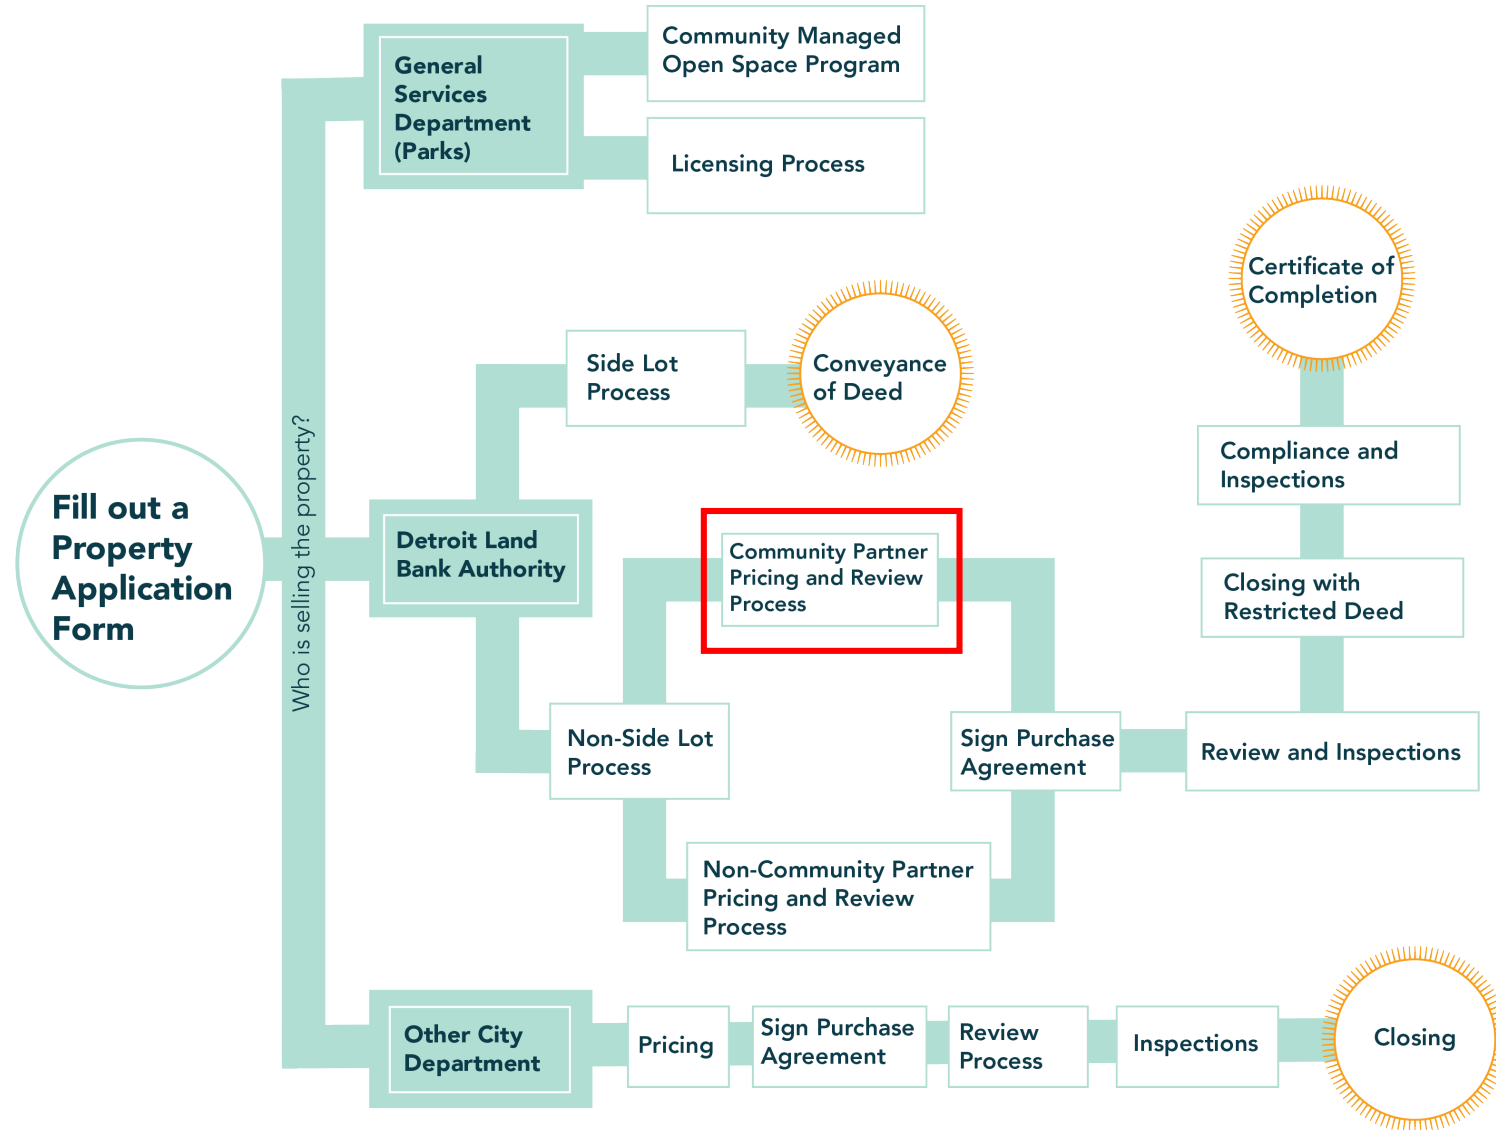 Fill out a
Property
Application
Form
Who is selling the property?
General
Services
Department
(Parks)
Community Managed
Open Space Program
Licensing Process
Detroit Land
Bank Authority
Side Lot
Process
Conveyance
of Deed
Non-Side Lot
Process
Community Partner
Pricing and Review
Process
Non-Community Partner
Pricing and Review
Process
Sign Purchase
Agreement
Review and Inspections
Closing with
Restricted Deed
Compliance and
Inspections
Certificate of
Completion
Other City
Department
Pricing
Sign Purchase
Agreement
Review
Process
Inspections
Closing